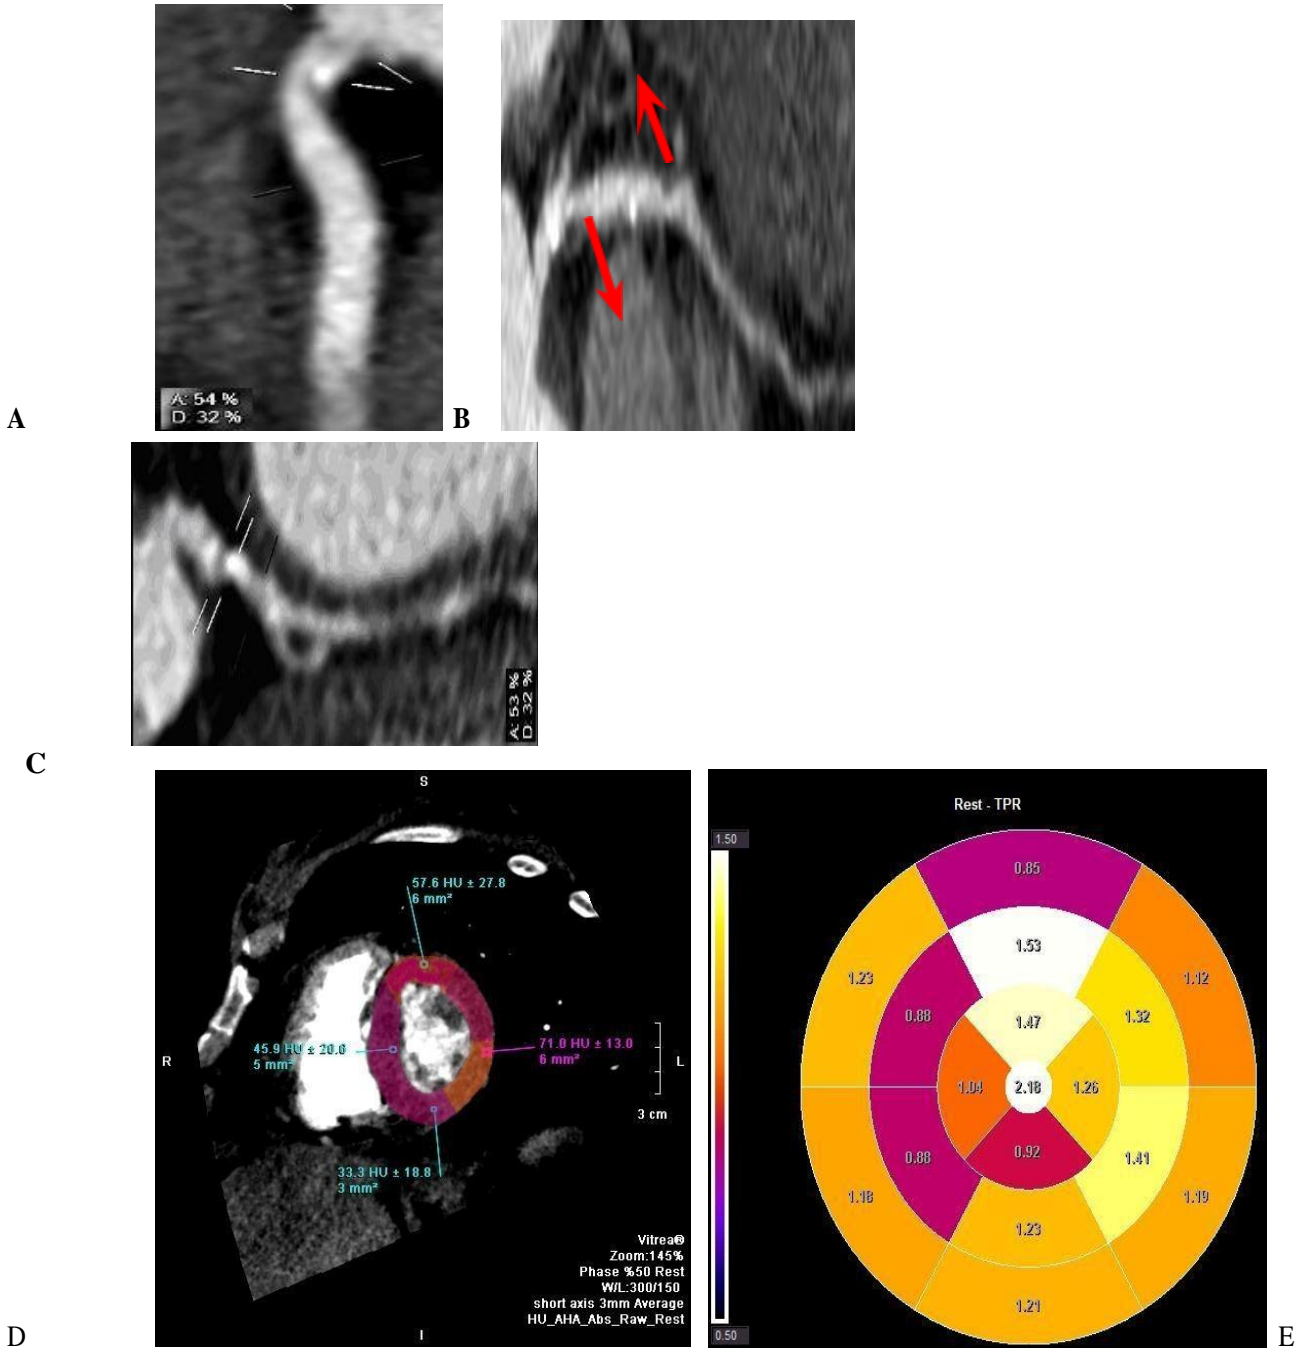 A: 54 %
D: 32 %
A
B
A: 53 %
D: 32 %
C
S
57.6 HU ± 27.8
6 mm²
45.9 HU ±
5 mm²
71.0 HU ± 13.0
6 mm²
R
L
3 cm
33.3 HU ± 18.8
3 mm²
Vitrea®
Zoom:145%
Phase %50 Rest
W/L:300/150
short axis 3mm Average
HU_AHA_Abs_Raw_Rest
I
D
Rest - TPR
1.50
0.85
1.53
1.23
1.12
0.88
1.47
1.32
1.04
2.18
1.26
0.88
0.92
1.41
1.18
1.23
1.19
1.21
0.50
E